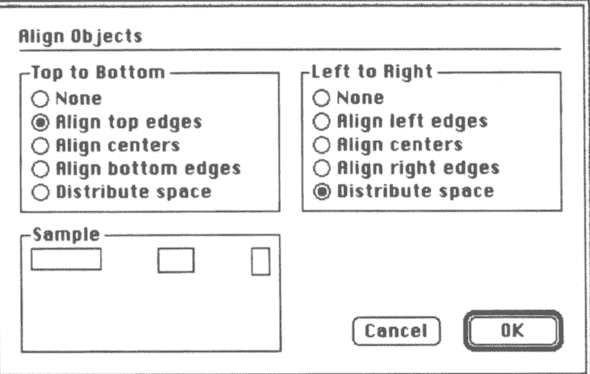 Align Objects
Top to Bottom
None
Align top edges
Align centers
Align bottom edges
Distribute space
Left to Right
None
Align left edges
Align centers
Align right edges
Distribute space
Sample
Cancel
OK